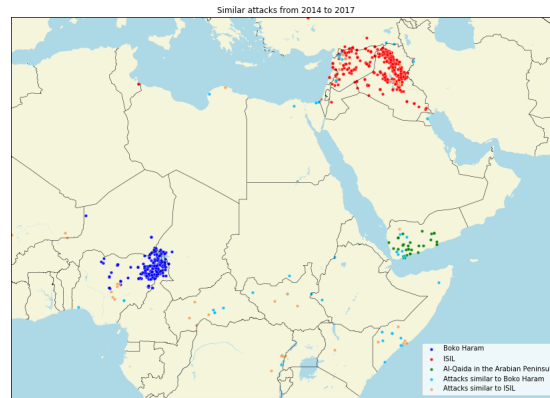 Similar attacks from 2014 to 2017
Boko Haram
ISIL
Al-Qaida in the Arabian Peninsu
Attacks similar to Boko Haram
Attacks similar to ISIL